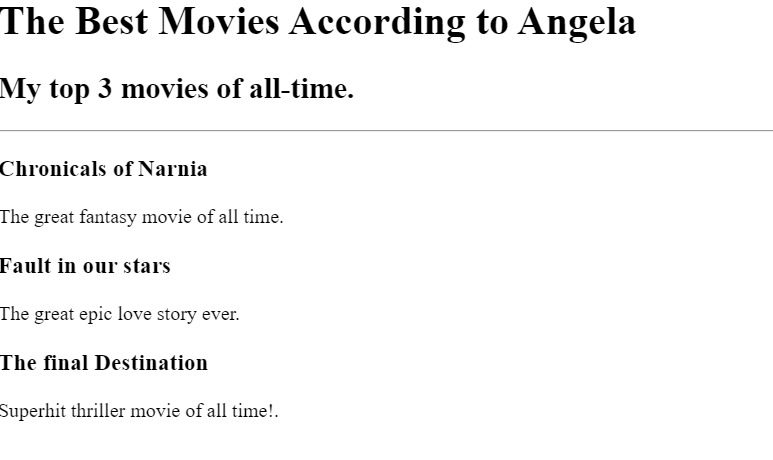 The Best Movies According to Angela
My top 3 movies of all-time.
Chronicals of Narnia
The great fantasy movie of all time.
Fault in our stars
The great epic love story ever.
The final Destination
Superhit thriller movie of all time!.